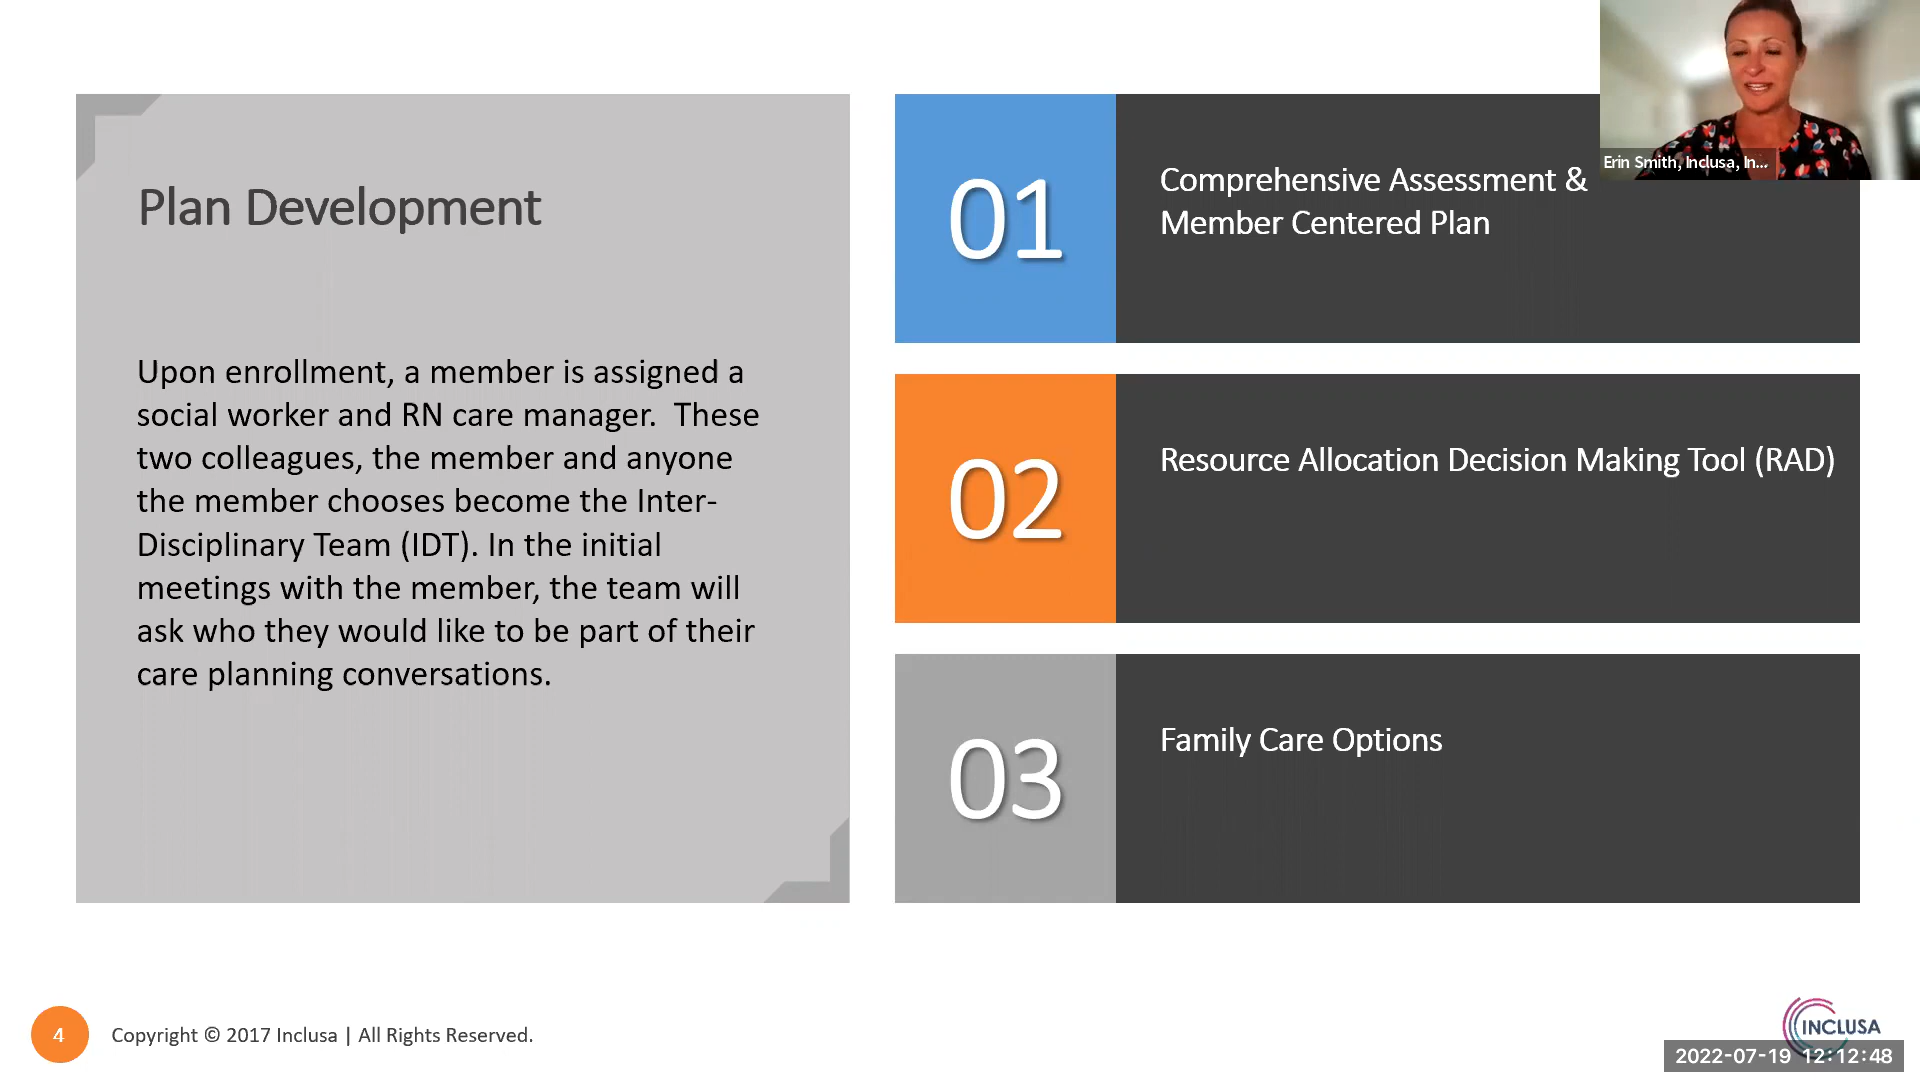 Plan Development
Upon enrollment, a member is assigned a
social worker and RN care manager.  These
two colleagues, the member and anyone
the member chooses become the Inter-
Disciplinary Team (IDT). In the initial
meetings with the member, the team will
ask who they would like to be part of their
care planning conversations.
01
Comprehensive Assessment &
Member Centered Plan
02
Resource Allocation Decision Making Tool (RAD)
03
Family Care Options
Erin Smith, Inclusa, In...
4
Copyright © 2017 Inclusa | All Rights Reserved.
INCLUSA
2022-07-19 12:12:48